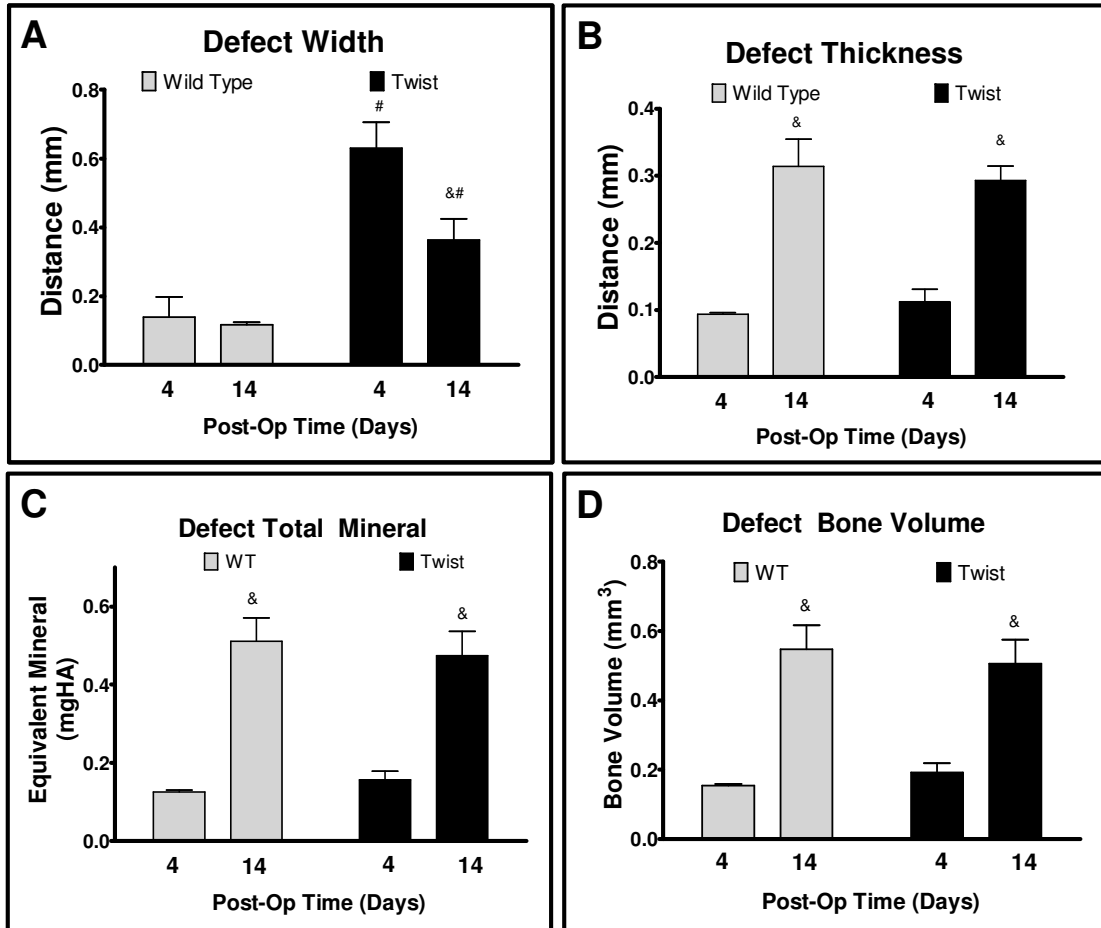 A
Defect Width
Wild Type Twist
0.8
0.6
0.4
0.2
0.0
Distance (mm)
#
&#
4 14 4 14
Post-Op Time (Days)
B
Defect Thickness
Wild Type Twist
0.4
0.3
0.2
0.1
0.0
Distance (mm)
& &
4 14 4 14
Post-Op Time (Days)
C
Defect Total Mineral
WT Twist
0.6
0.4
0.2
0.0
Equivalent Mineral
(mgHA)
& &
4 14 4 14
Post-Op Time (Days)
D
Defect Bone Volume
WT Twist
0.8
0.6
0.4
0.2
0.0
Bone Volume (mm³)
& &
4 14 4 14
Post-Op Time (Days)